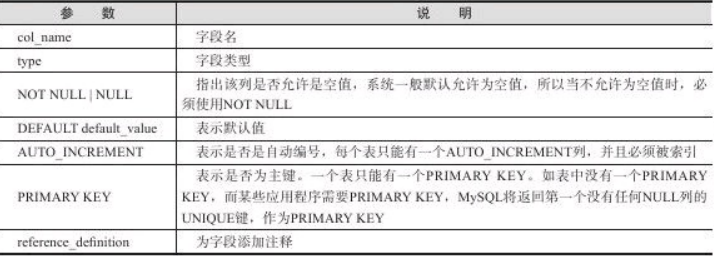 参 数 说 明
col_name 字段名
type 字段类型
NOT NULL | NULL 指出该列是否允许是空值，系统一般默认允许为空值，所以当不允许为空值时，必
须使用NOT NULL
DEFAULT default_value 表示默认值
AUTO_INCREMENT 表示是否是自动编号，每个表只能有一个AUTO_INCREMENT列，并且必须被索引
表示是否为主键。一个表只能有一个PRIMARY KEY。如表中没有一个PRIMARY
PRIMARY KEY KEY，而某些应用程序需要PRIMARY KEY，MySQL将返回第一个没有任何NULL列的
UNIQUE键，作为PRIMARY KEY
reference_definition 为字段添加注释